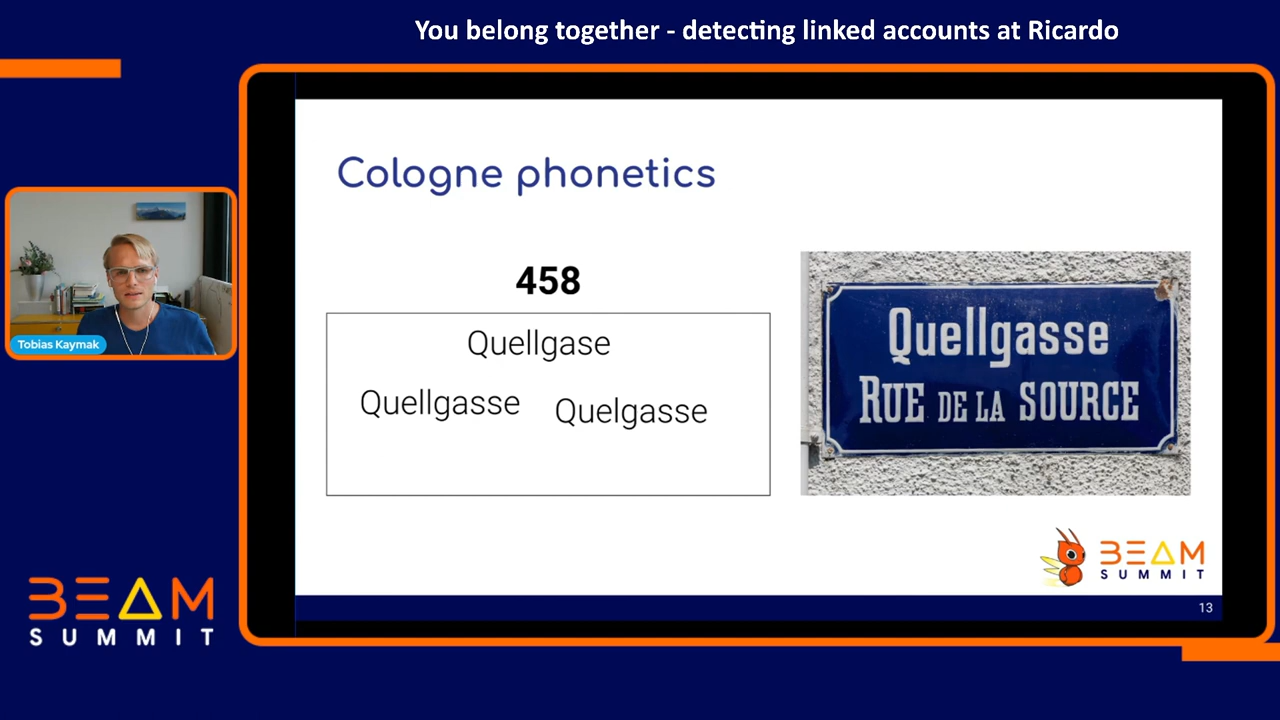 You belong together - detecting linked accounts at Ricardo
Cologne phonetics
458
Quellgase
Quellgasse
Quelgasse
Quellgasse
RUE DE LA SOURCE
Tobias Kaymak
BEAM
SUMMIT
13
BEAM
SUMMIT